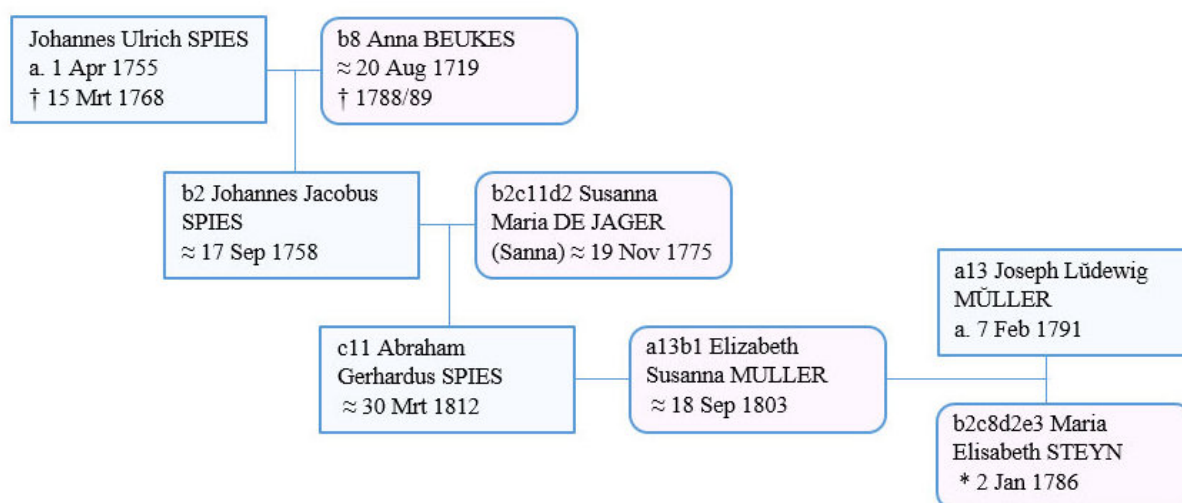 Johannes Ulrich SPIES
a. 1 Apr 1755
† 15 Mrt 1768
b8 Anna BEUKES
≈ 20 Aug 1719
† 1788/89
b2 Johannes Jacobus
SPIES
≈ 17 Sep 1758
b2c11d2 Susanna
Maria DE JAGER
(Sanna) ≈ 19 Nov 1775
a13 Joseph Lŭdewig
MŬLLER
a. 7 Feb 1791
c11 Abraham
Gerhardus SPIES
≈ 30 Mrt 1812
a13b1 Elizabeth
Susanna MULLER
≈ 18 Sep 1803
b2c8d2e3 Maria
Elisabeth STEYN
* 2 Jan 1786